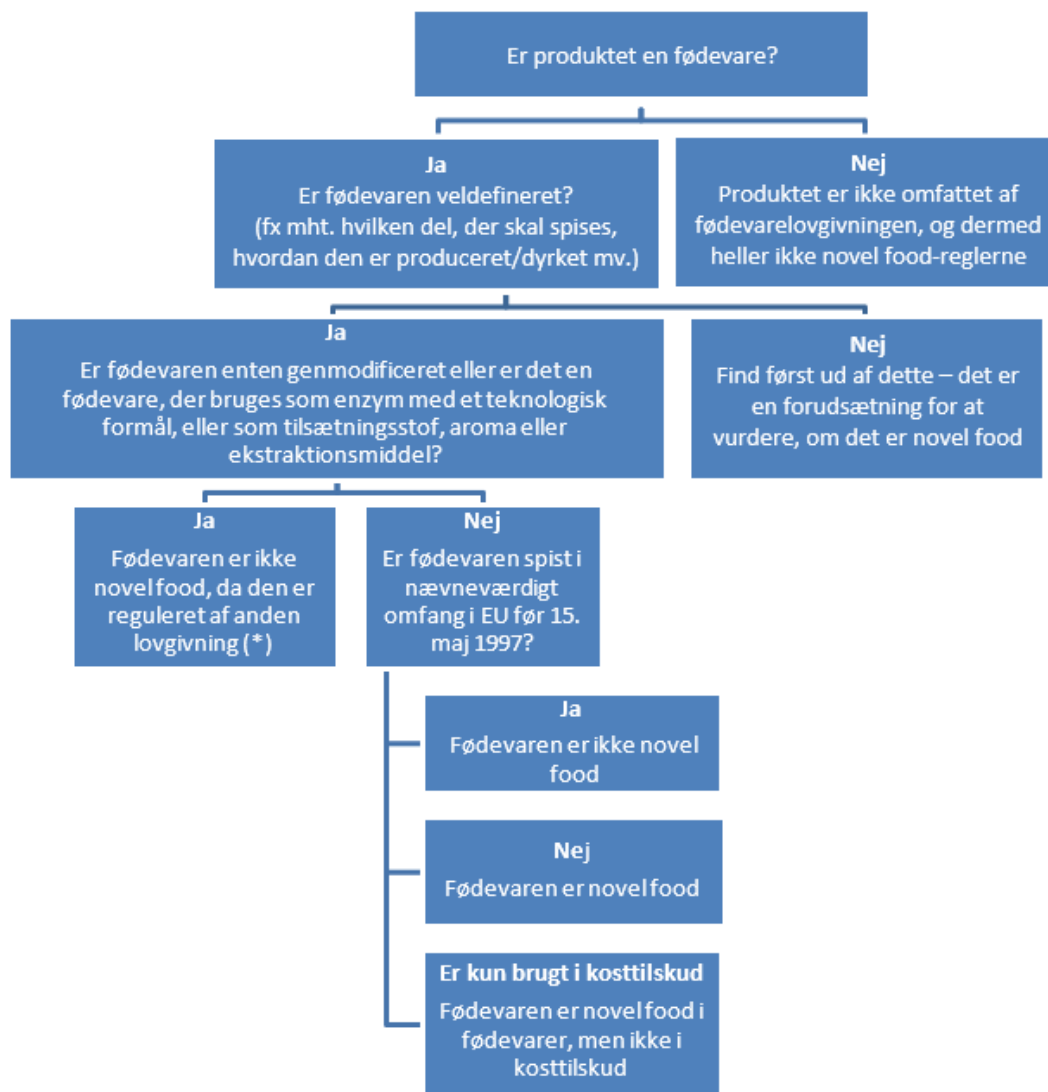 Er produktet en fødevare?
Ja
Er fødevaren veldefineret?
(fx mht. hvilken del, der skal spises,
hvordan den er produceret/dyrket mv.)
Nej
Produktet er ikke omfattet af
fødevarelovgivningen, og dermed
heller ikke novel food-reglerne
Ja
Er fødevaren enten genmodificeret eller er det en
fødevare, der bruges som enzym med et teknologisk
formål, eller som tilsætningsstof, aroma eller
ekstraktionsmiddel?
Nej
Find først ud af dette – det er
en forudsætning for at
vurdere, om det er novel food
Ja
Fødevaren er ikke
novel food, da den er
reguleret af anden
lovgivning (*)
Nej
Er fødevaren spist i
nævneværdigt
omfang i EU før 15.
maj 1997?
Ja
Fødevaren er ikke novel
food
Nej
Fødevaren er novel food
Er kun brugt i kosttilskud
Fødevaren er novel food i
fødevarer, men ikke i
kosttilskud